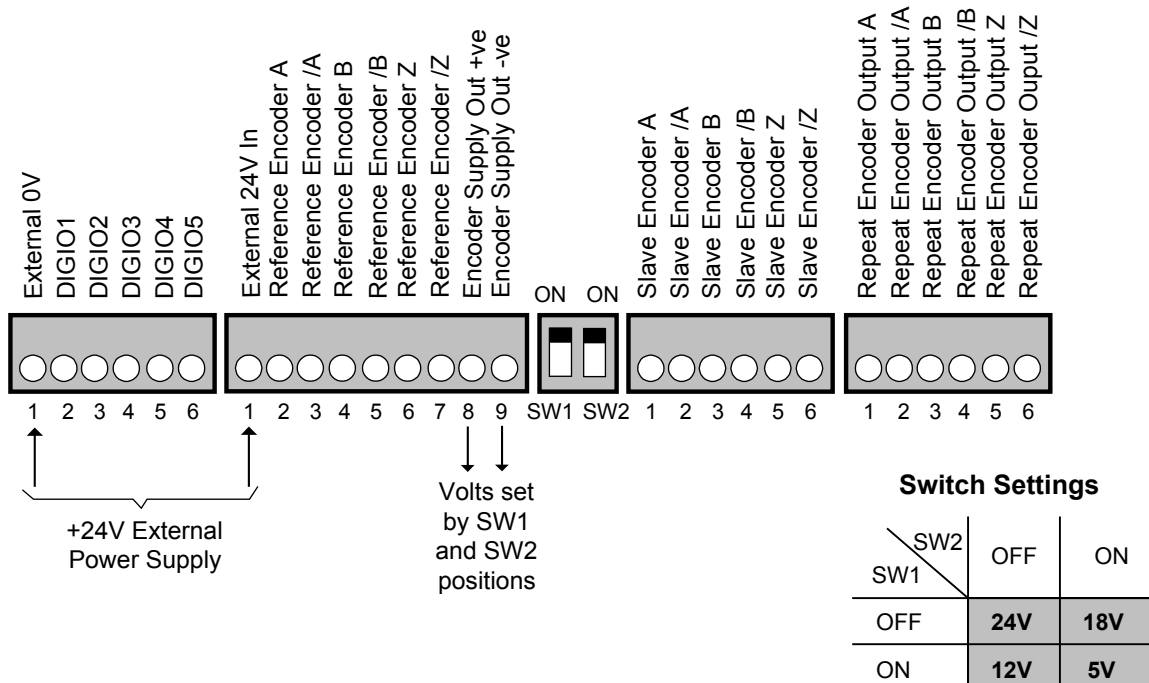 External 0V
DIGIO1
DIGIO2
DIGIO3
DIGIO4
DIGIO5
External 24V In
Reference Encoder A
Reference Encoder /A
Reference Encoder B
Reference Encoder /B
Reference Encoder Z
Reference Encoder /Z
Encoder Supply Out +ve
Encoder Supply Out -ve
ON ON
Slave Encoder A
Slave Encoder /A
Slave Encoder B
Slave Encoder /B
Slave Encoder Z
Slave Encoder /Z
Repeat Encoder Output A
Repeat Encoder Output /A
Repeat Encoder Output B
Repeat Encoder Output /B
Repeat Encoder Output Z
Repeat Encoder Ouput /Z
1 2 3 4 5 6
1 2 3 4 5 6 7 8 9
SW1 SW2
1 2 3 4 5 6
1 2 3 4 5 6
+24V External
Power Supply
Volts set
by SW1
and SW2
positions
Switch Settings
SW2
SW1
OFF ON
OFF 24V 18V
ON 12V 5V